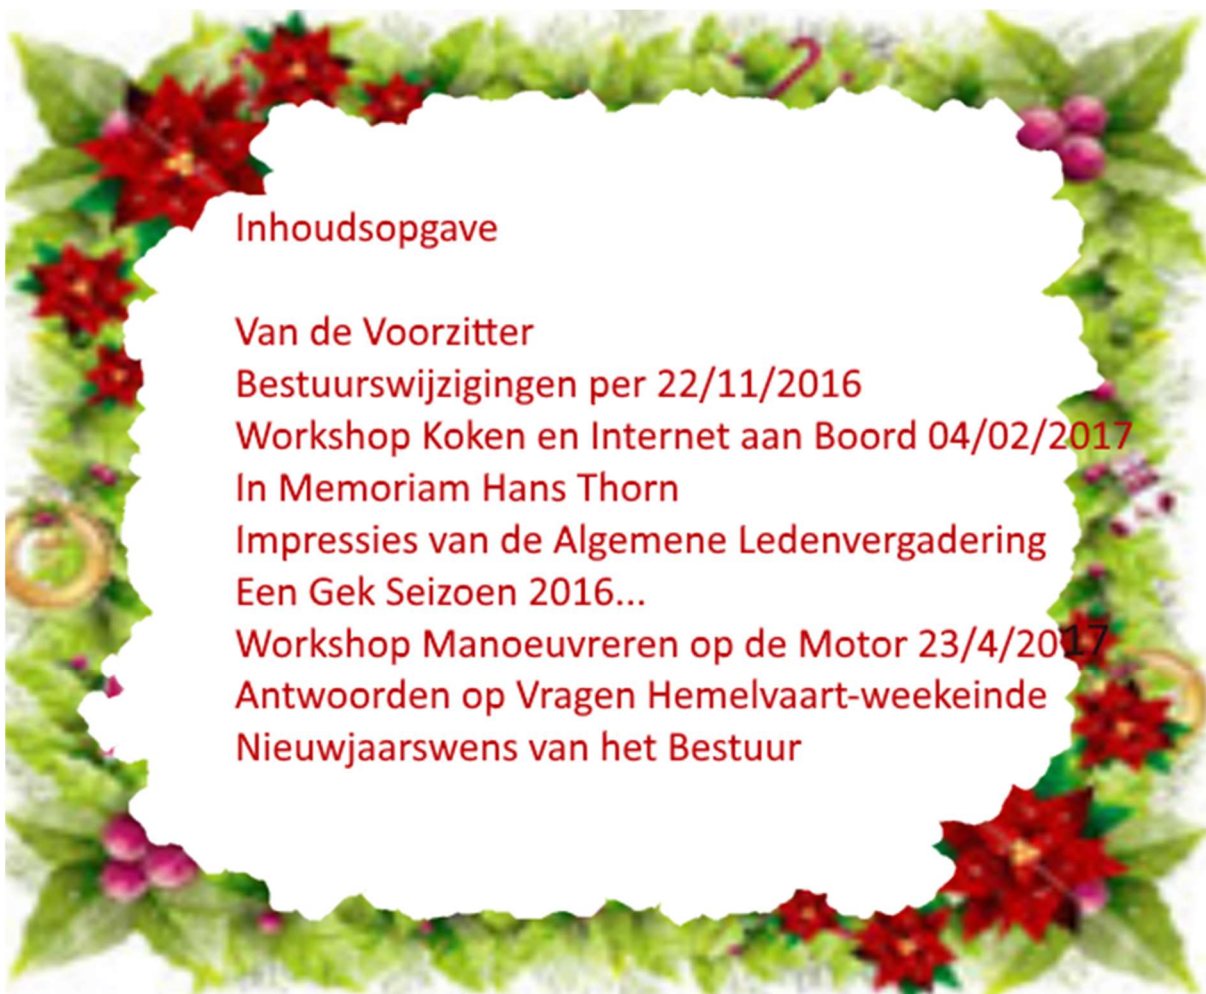 Inhoudsopgave
Van de Voorzitter
Bestuurswijzigingen per 22/11/2016
Workshop Koken en Internet aan Boord 04/02/2017
In Memoriam Hans Thorn
Impressies van de Algemene Ledenvergadering
Een Gek Seizoen 2016...
Workshop Manoeuvreren op de Motor 23/4/2017
Antwoorden op Vragen Hemelvaart-weekeinde
Nieuwjaarswens van het Bestuur